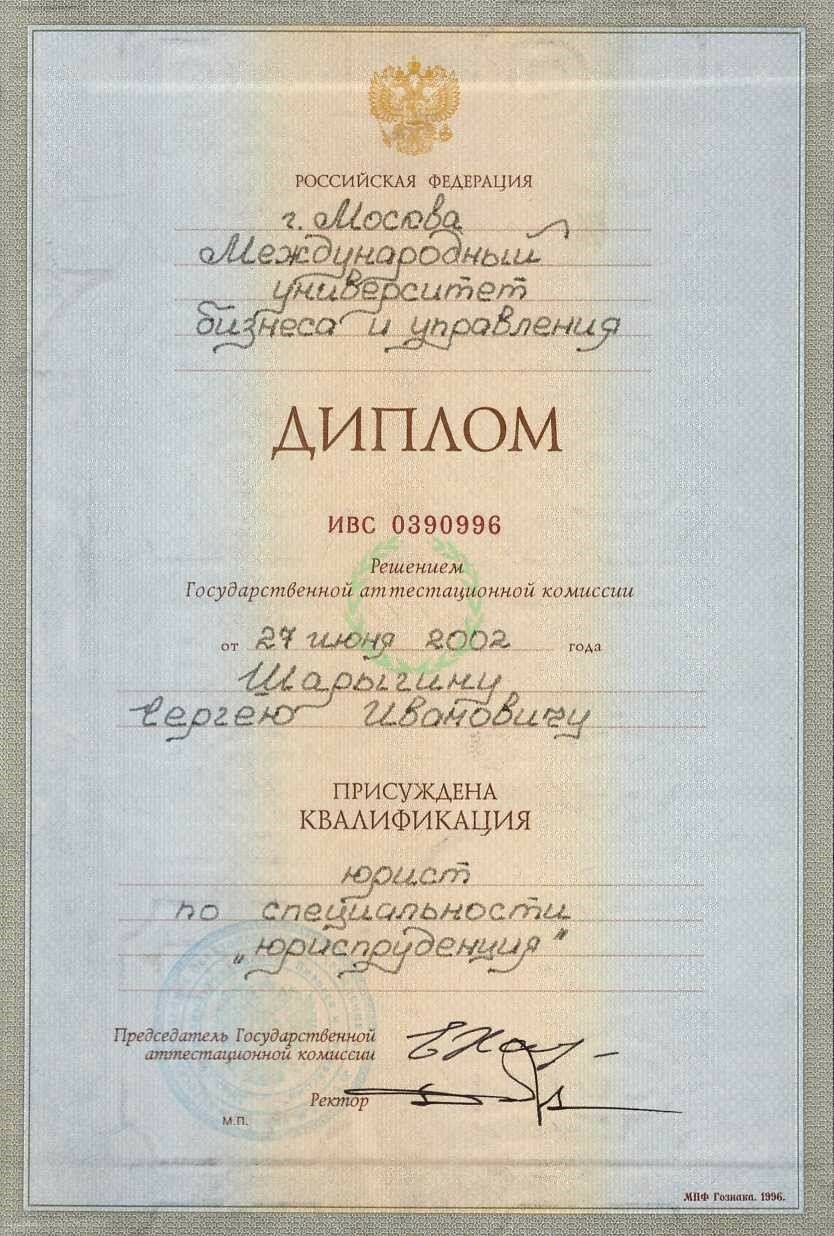 РОССИЙСКАЯ ФЕДЕРАЦИЯ
г. Москва
Международный
университет
бизнеса и управления
ДИПЛОМ
ИВС 0390996
Решением
Государственной аттестационной комиссии
от 27 июня 2002 года
Шарыгину
Сергею Ивановичу
ПРИСУЖДЕНА
КВАЛИФИКАЦИЯ
юрист
по специальности
„юриспруденция"
Председатель Государственной
аттестационной комиссии
Ректор
М.П.
МПФ Гознака. 1996.